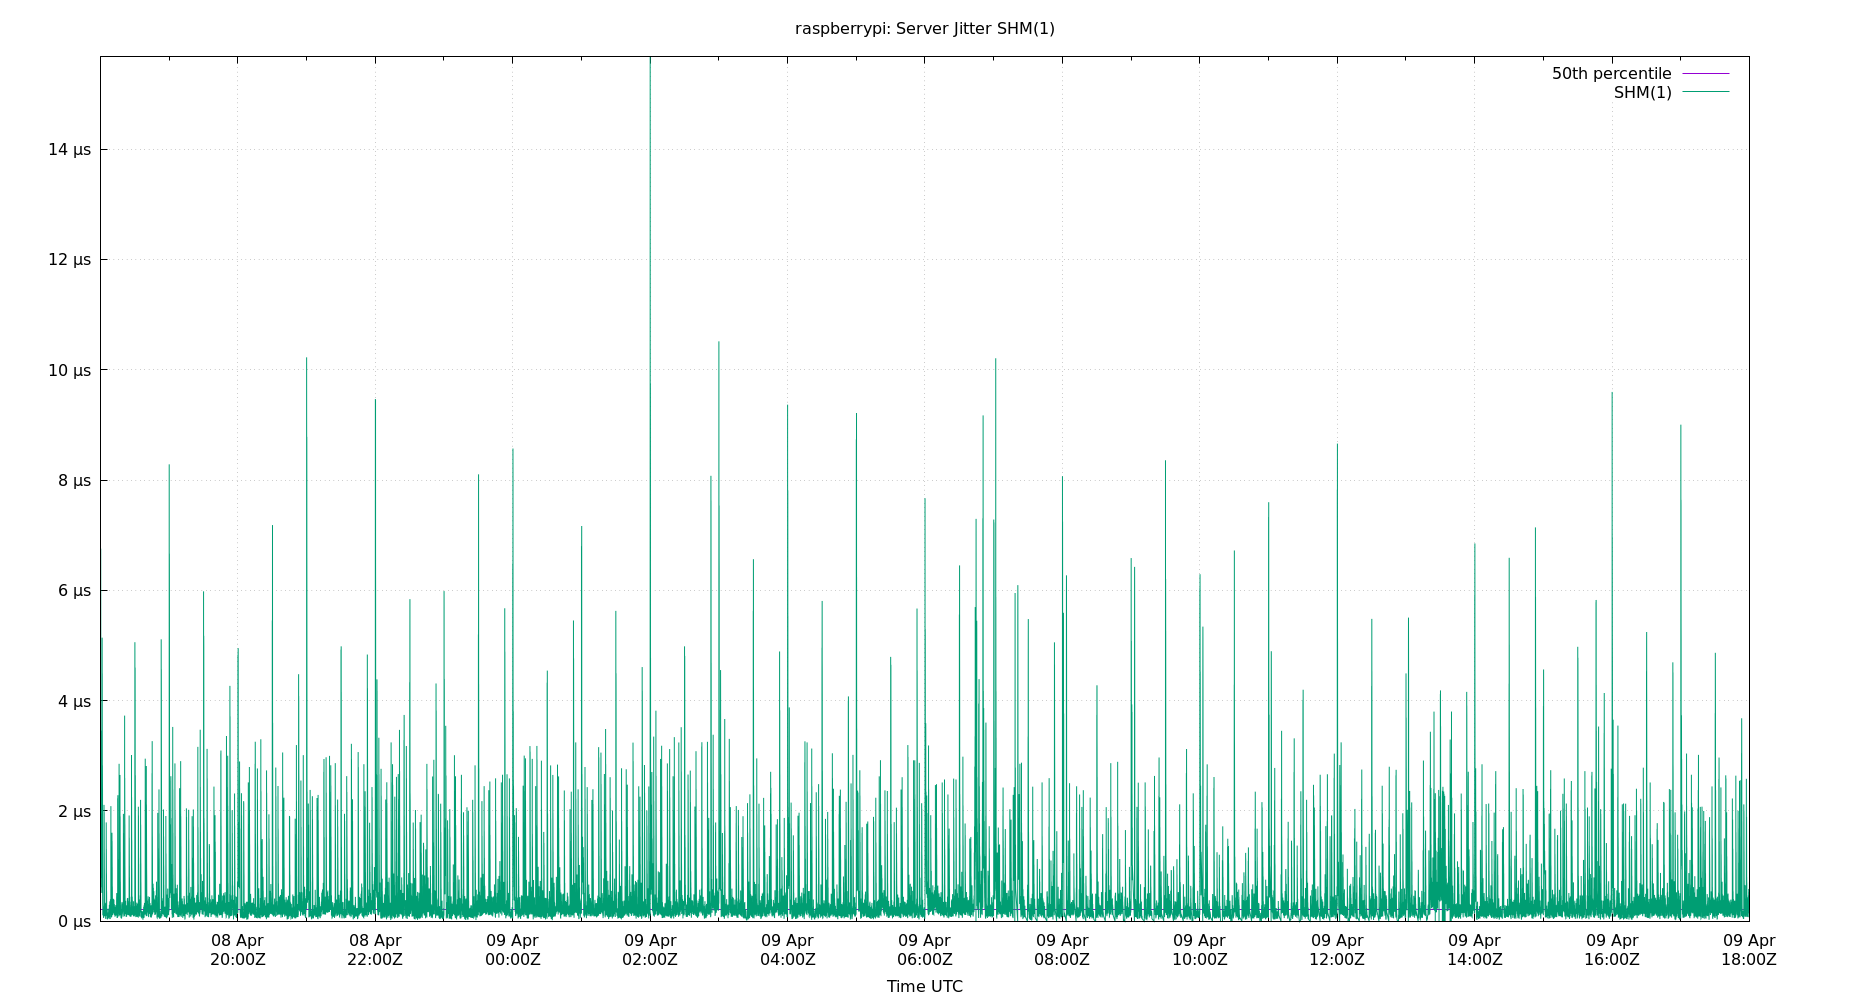 raspberrypi: Server Jitter SHM(1)
50th percentile
SHM(1)
14 µs
12 µs
10 µs
8 µs
6 µs
4 µs
2 µs
0 µs
08 Apr 08 Apr 09 Apr 09 Apr 09 Apr 09 Apr 09 Apr 09 Apr 09 Apr 09 Apr 09 Apr 09 Apr
20:00Z 22:00Z 00:00Z 02:00Z 04:00Z 06:00Z 08:00Z 10:00Z 12:00Z 14:00Z 16:00Z 18:00Z
Time UTC